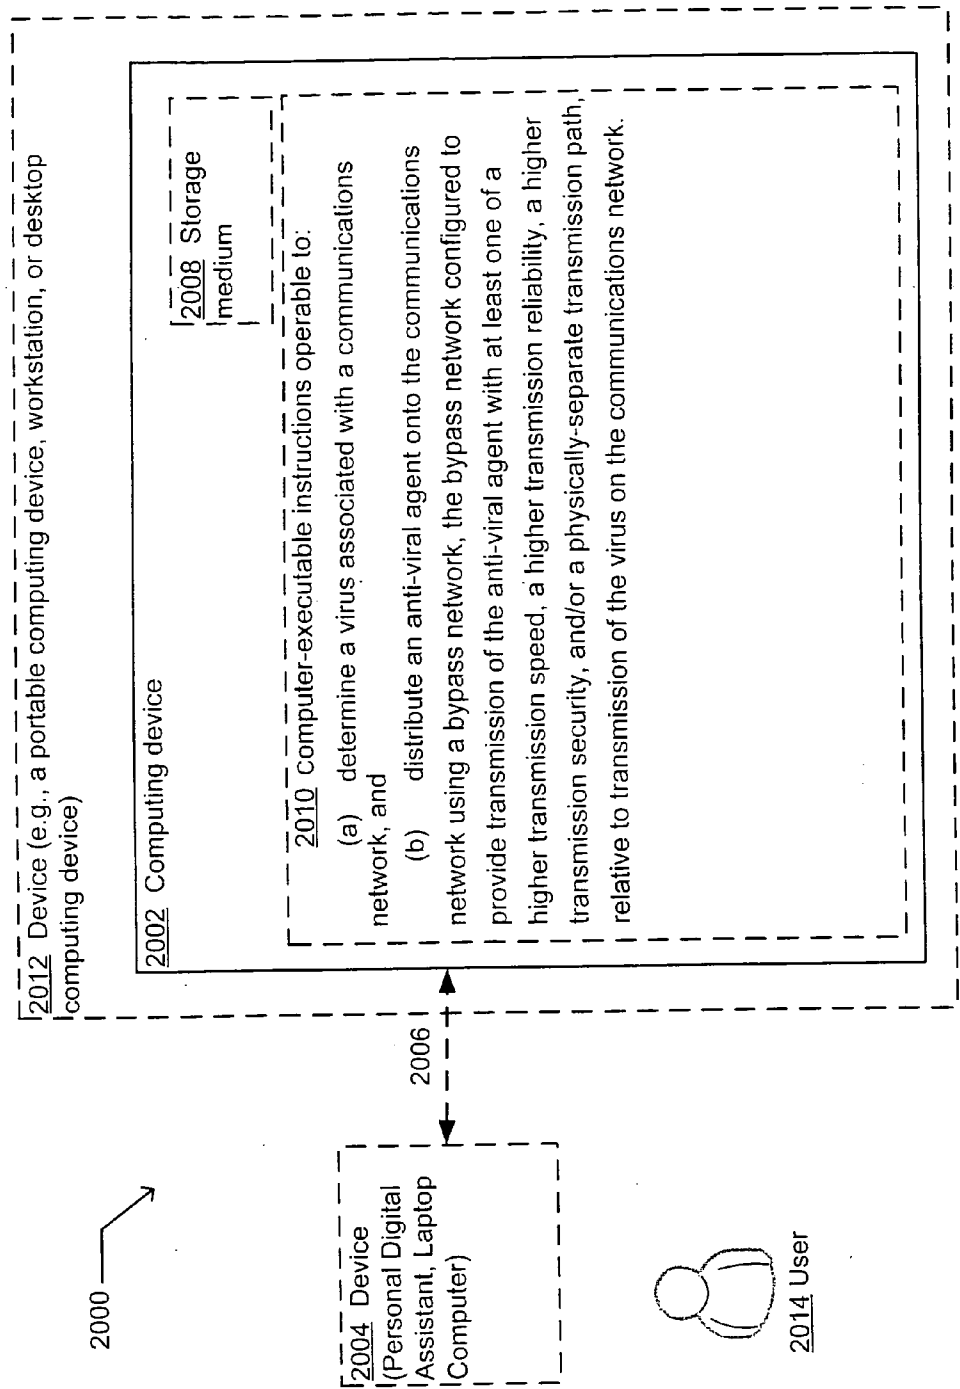 2000
2012 Device (e.g., a portable computing device, workstation, or desktop
computing device)
2002 Computing device
2008 Storage
medium
2010 computer-executable instructions operable to:
(a) determine a virus associated with a communications
network, and
(b) distribute an anti-viral agent onto the communications
network using a bypass network, the bypass network configured to
provide transmission of the anti-viral agent with at least one of a
higher transmission speed, a higher transmission reliability, a higher
transmission security, and/or a physically-separate transmission path,
relative to transmission of the virus on the communications network.
2006
2004 Device
(Personal Digital
Assistant, Laptop
Computer)
2014 User